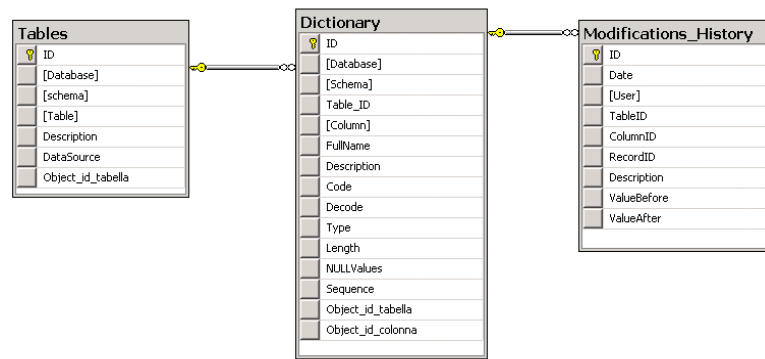 Tables
ID
[Database]
[schema]
[Table]
Description
DataSource
Object_id_tabella
Dictionary
ID
[Database]
[Schema]
Table_ID
[Column]
FullName
Description
Code
Decode
Type
Length
NULLValues
Sequence
Object_id_tabella
Object_id_colonna
Modifications_History
ID
Date
[User]
TableID
ColumnID
RecordID
Description
ValueBefore
ValueAfter